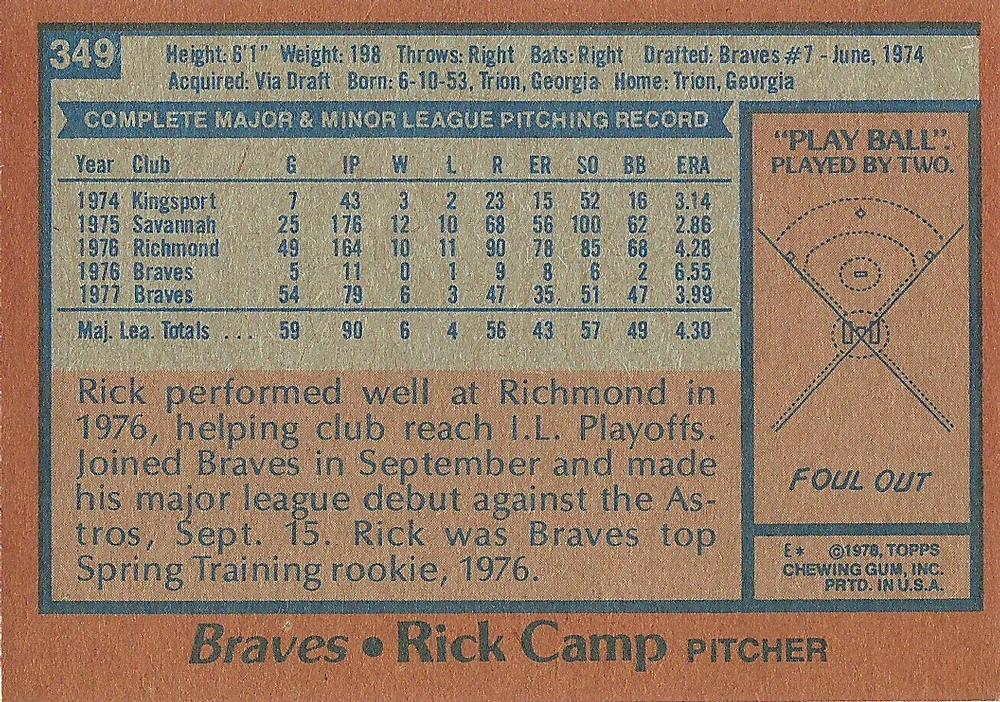 349
Height: 6'1" Weight: 198 Throws: Right Bats: Right Drafted: Braves #7 - June, 1974
Acquired: Via Draft Born: 6-10-53, Trion, Georgia Home: Trion, Georgia
COMPLETE MAJOR & MINOR LEAGUE PITCHING RECORD
Year Club G IP W L R ER SO BB ERA
1974 Kingsport 7 43 3 2 23 15 52 16 3.14
1975 Savannah 25 176 12 10 68 56 100 62 2.86
1976 Richmond 49 164 10 11 90 78 85 68 4.28
1976 Braves 5 11 0 1 9 8 6 2 6.55
1977 Braves 54 79 6 3 47 35 51 47 3.99
Maj. Lea. Totals ... 59 90 6 4 56 43 57 49 4.30
Rick performed well at Richmond in
1976, helping club reach I.L. Playoffs.
Joined Braves in September and made
his major league debut against the As-
tros, Sept. 15. Rick was Braves top
Spring Training rookie, 1976.
"PLAY BALL".
PLAYED BY TWO.
FOUL OUT
E* ©1978, TOPPS
CHEWING GUM, INC.
PRTD. IN U.S.A.
Braves • Rick Camp PITCHER